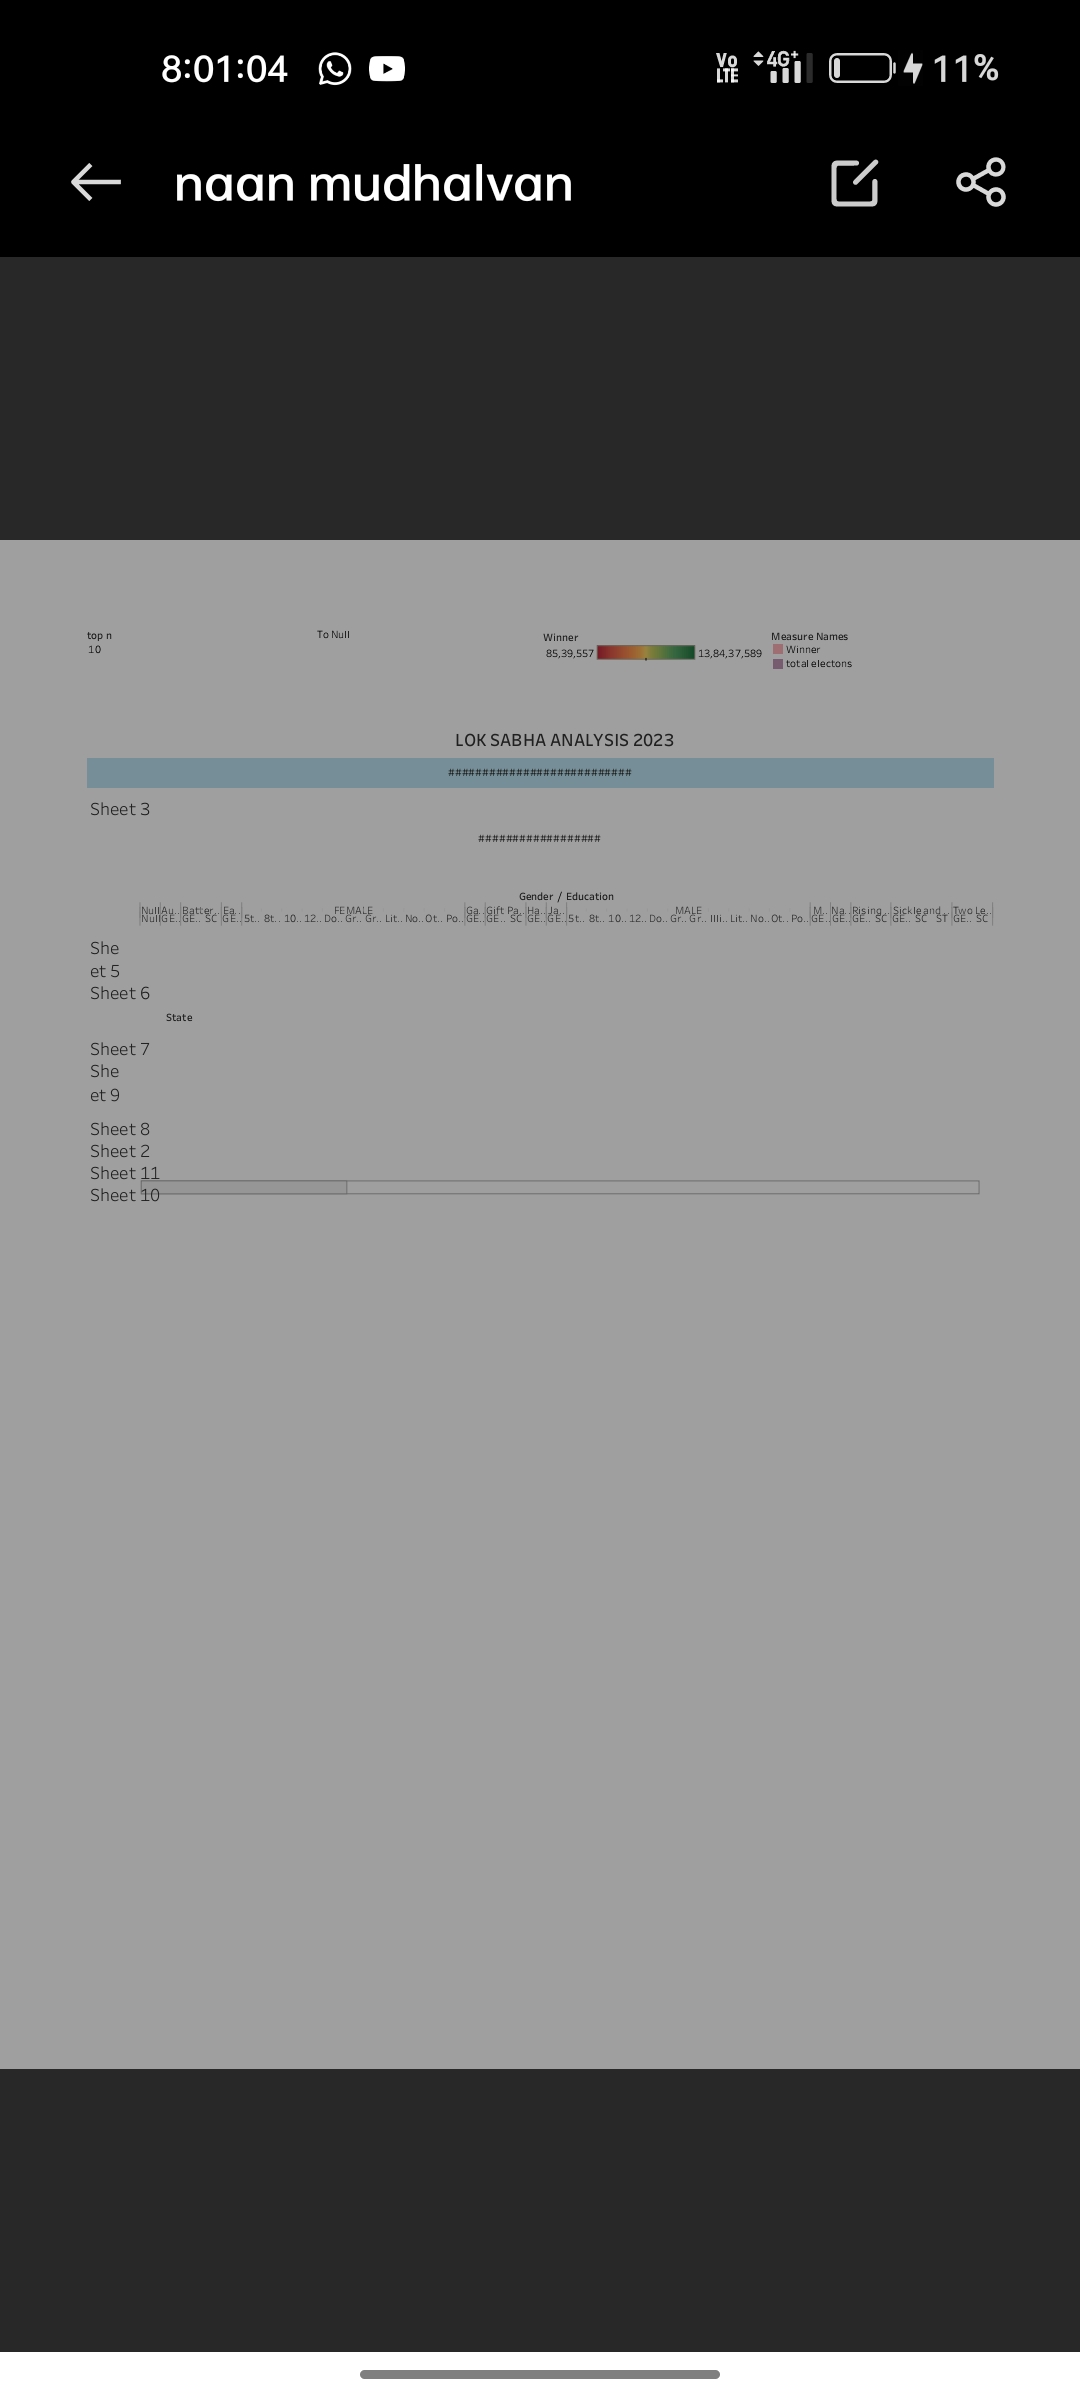 8:01:04 Vo LTE 4G+ 11%
naan mudhalvan
top n
10
To Null
Winner
85,39,557 13,84,37,589
Measure Names
Winner
total electons
LOK SABHA ANALYSIS 2023
###########################
Sheet 3
##################
Gender / Education
Null Au.. Batter.. Ea.. FEMALE Ga.. Gift Pa.. Ha.. Ja.. MALE M.. Na.. Rising.. Sickle and.. Two Le..
Null GE.. GE.. SC GE.. 5t.. 8t.. 10.. 12.. Do.. Gr.. Gr.. Lit.. No.. Ot.. Po.. GE.. GE.. SC GE.. GE.. 5t.. 8t.. 10.. 12.. Do.. Gr.. Gr.. Illi.. Lit.. No.. Ot.. Po.. GE.. GE.. GE.. SC GE.. SC ST GE.. SC
She
et 5
Sheet 6
State
Sheet 7
She
et 9
Sheet 8
Sheet 2
Sheet 11
Sheet 10